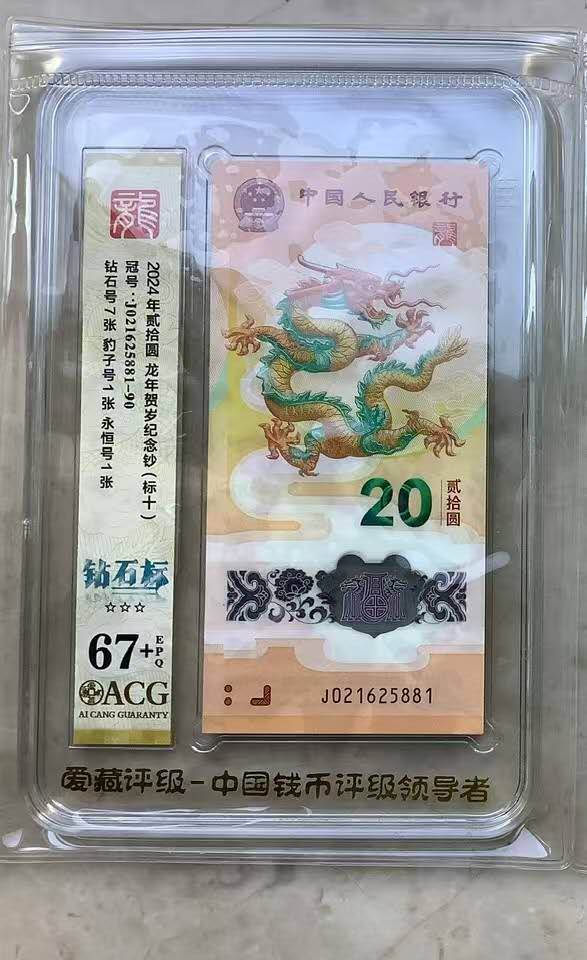 龍
2024年贰拾圆 龙年贺岁纪念钞（标十）
冠号：J021625881-90
钻石号7张 豹子号1张 永恒号1张
钻石标
☆☆☆
67+EPQ
ACG
AI CANG GUARANTY
中国人民银行
龍
20 贰拾圆
J021625881
爱藏评级-中国钱币评级领导者